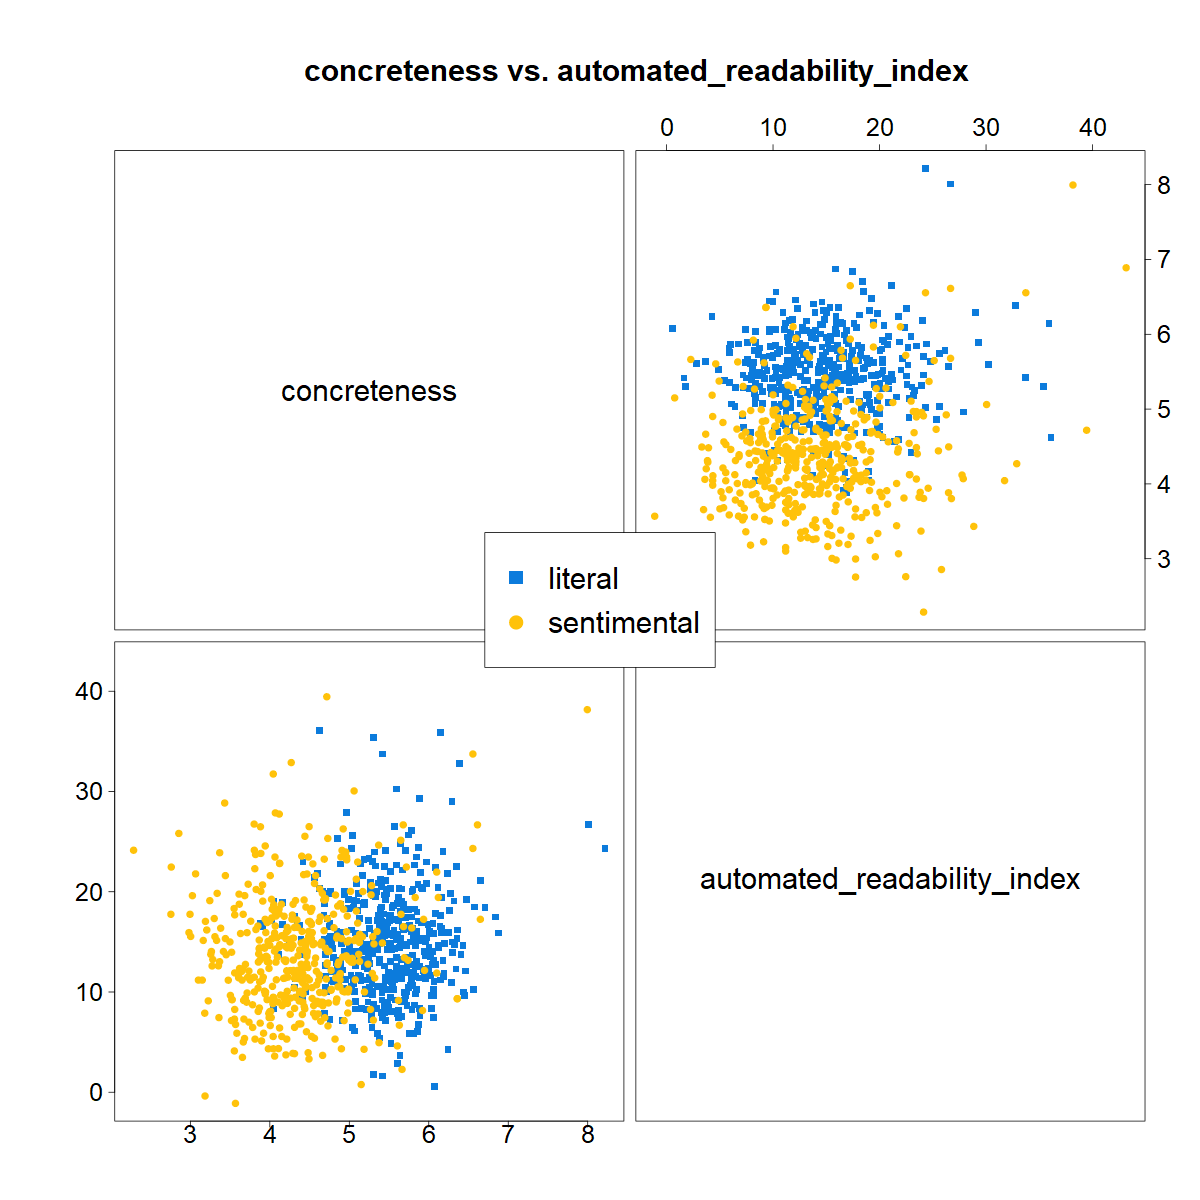 concreteness vs. automated_readability_index
0 10 20 30 40
concreteness
8
7
6
5
4
3
literal
sentimental
40
30
20
10
0
automated_readability_index
3 4 5 6 7 8